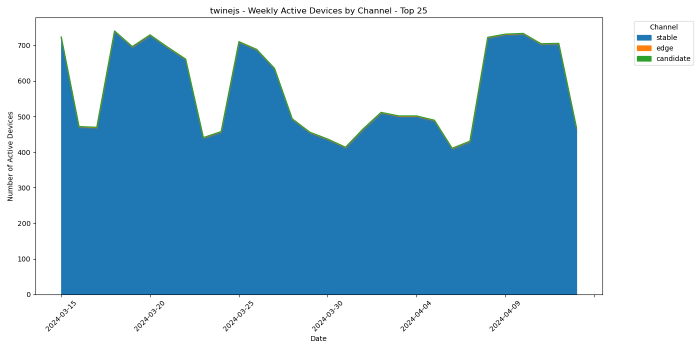 twinejs - Weekly Active Devices by Channel - Top 25
Channel
stable
edge
candidate
Number of Active Devices
700
600
500
400
300
200
100
0
2024-03-15
2024-03-20
2024-03-25
2024-03-30
2024-04-04
2024-04-09
Date